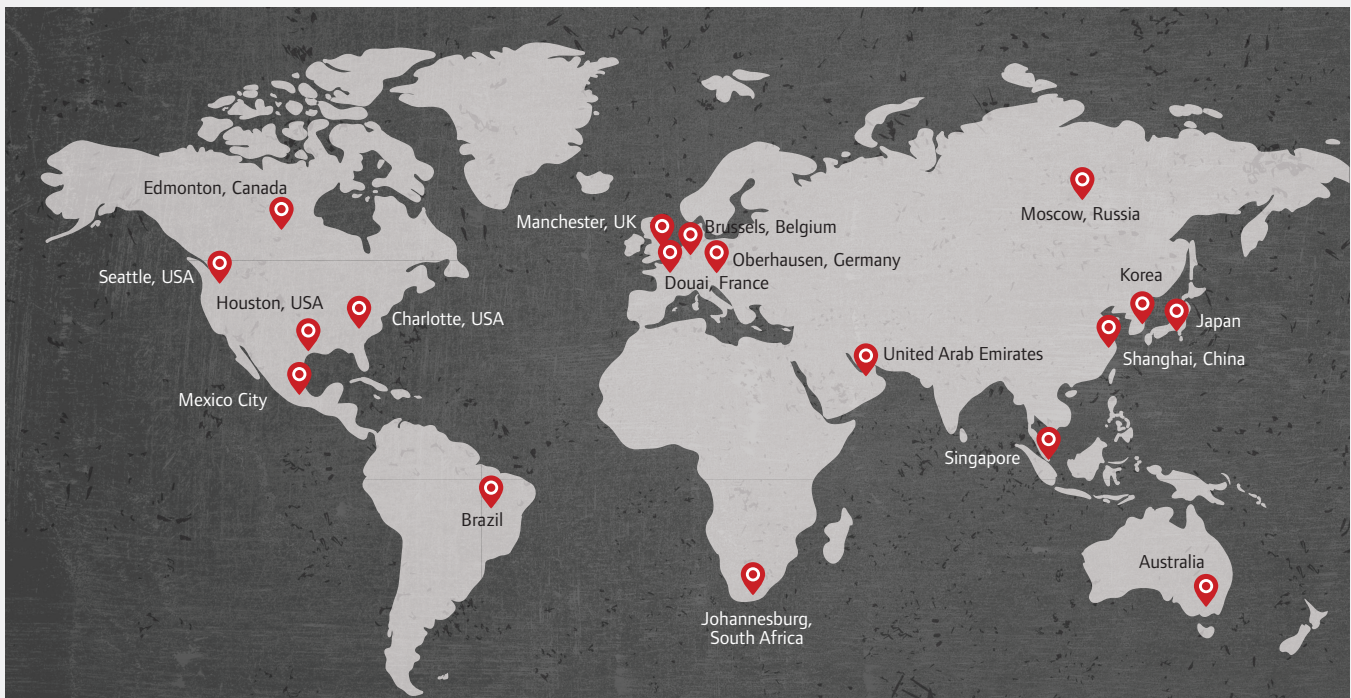 Edmonton, Canada
Manchester, UK
Brussels, Belgium
Moscow, Russia
Seattle, USA
Oberhausen, Germany
Houston, USA
Douai, France
Korea
Charlotte, USA
Japan
United Arab Emirates
Shanghai, China
Mexico City
Singapore
Brazil
Australia
Johannesburg,
South Africa